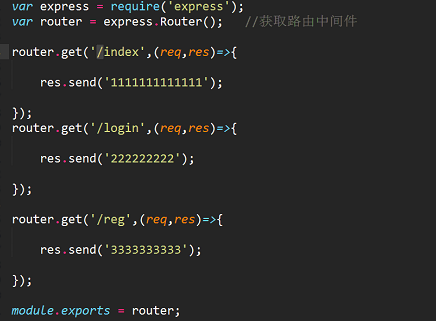 var express = require('express');
var router = express.Router();   //获取路由中间件
router.get('/index',(req,res)=>{
res.send('1111111111111');
});
router.get('/login',(req,res)=>{
res.send('222222222');
});
router.get('/reg',(req,res)=>{
res.send('3333333333');
});
module.exports = router;